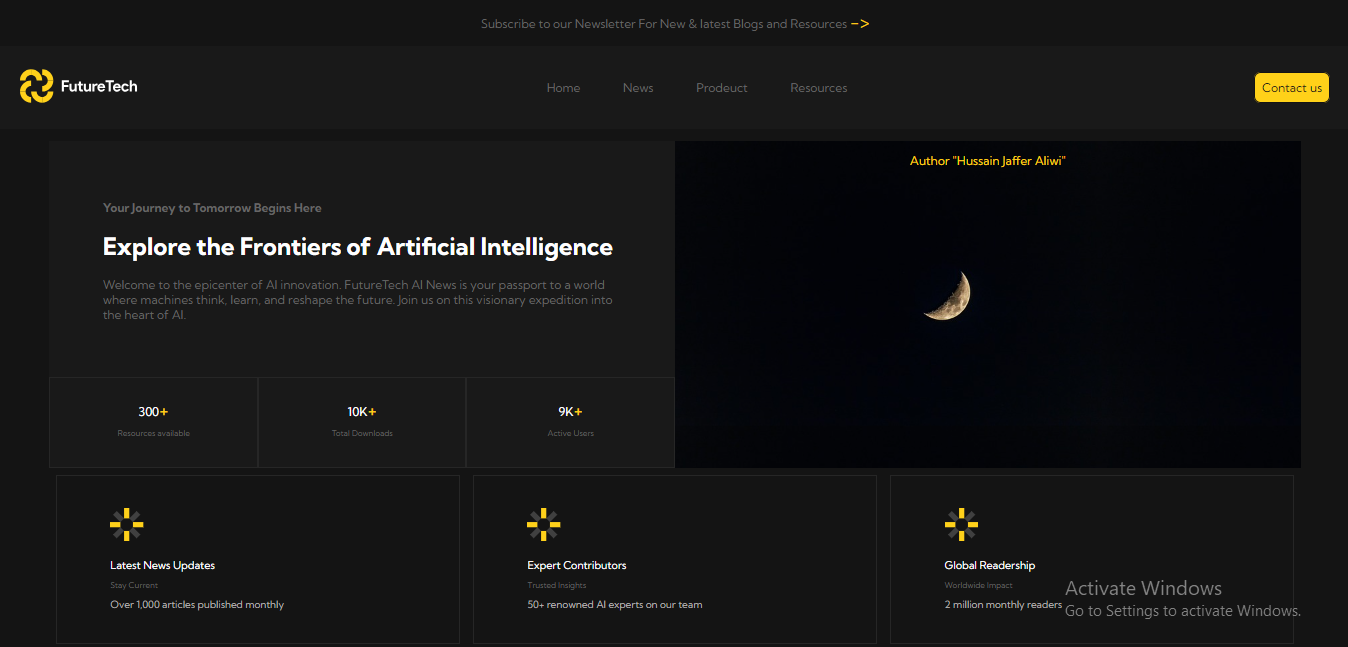 Subscribe to our Newsletter For New & latest Blogs and Resources –>
FutureTech
Home
News
Prodeuct
Resources
Contact us
Author "Hussain Jaffer Aliwi"
Your Journey to Tomorrow Begins Here
Explore the Frontiers of Artificial Intelligence
Welcome to the epicenter of AI innovation. FutureTech AI News is your passport to a world
where machines think, learn, and reshape the future. Join us on this visionary expedition into
the heart of AI.
300+
Resources available
10K+
Total Downloads
9K+
Active Users
Latest News Updates
Stay Current
Over 1,000 articles published monthly
Expert Contributors
Trusted Insights
50+ renowned AI experts on our team
Global Readership
Worldwide Impact
2 million monthly readers
Activate Windows
Go to Settings to activate Windows.